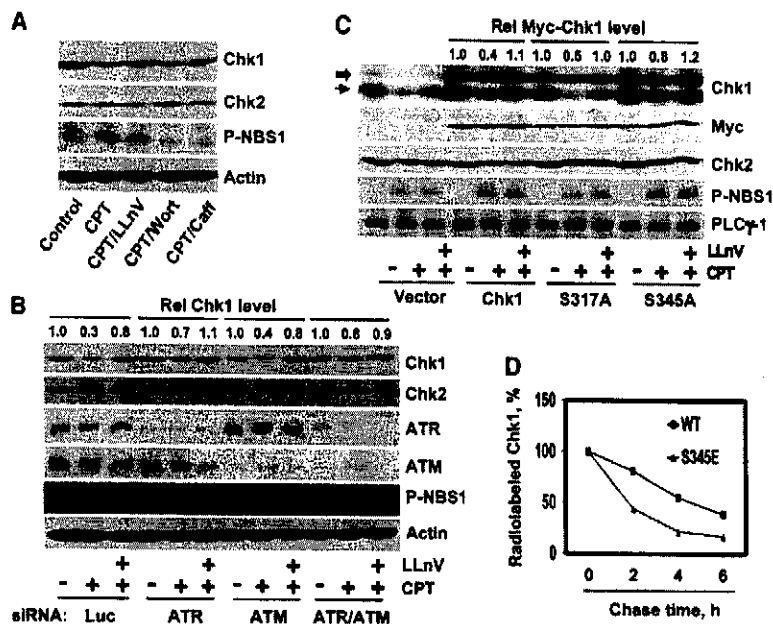 A
Chk1
Chk2
P-NBS1
Actin
Control
CPT
CPT/LLnV
CPT/Wort
CPT/Caff
B
Rel Chk1 level
1.0 0.3 0.8 1.0 0.7 1.1 1.0 0.4 0.8 1.0 0.8 0.9
Chk1
Chk2
ATR
ATM
P-NBS1
Actin
+ + + + LLnV
- + + - + + - + + - + + CPT
siRNA: Luc ATR ATM ATR/ATM
C
Rel Myc-Chk1 level
1.0 0.4 1.1 1.0 0.5 1.0 1.0 0.8 1.2
Chk1
Myc
Chk2
P-NBS1
PLCγ-1
+ + + + LLnV
- + + - + + - + + - + + CPT
Vector Chk1 S317A S345A
D
Radiolabeled Chk1, %
150
100
50
0
WT
S345E
0 2 4 6
Chase time, h